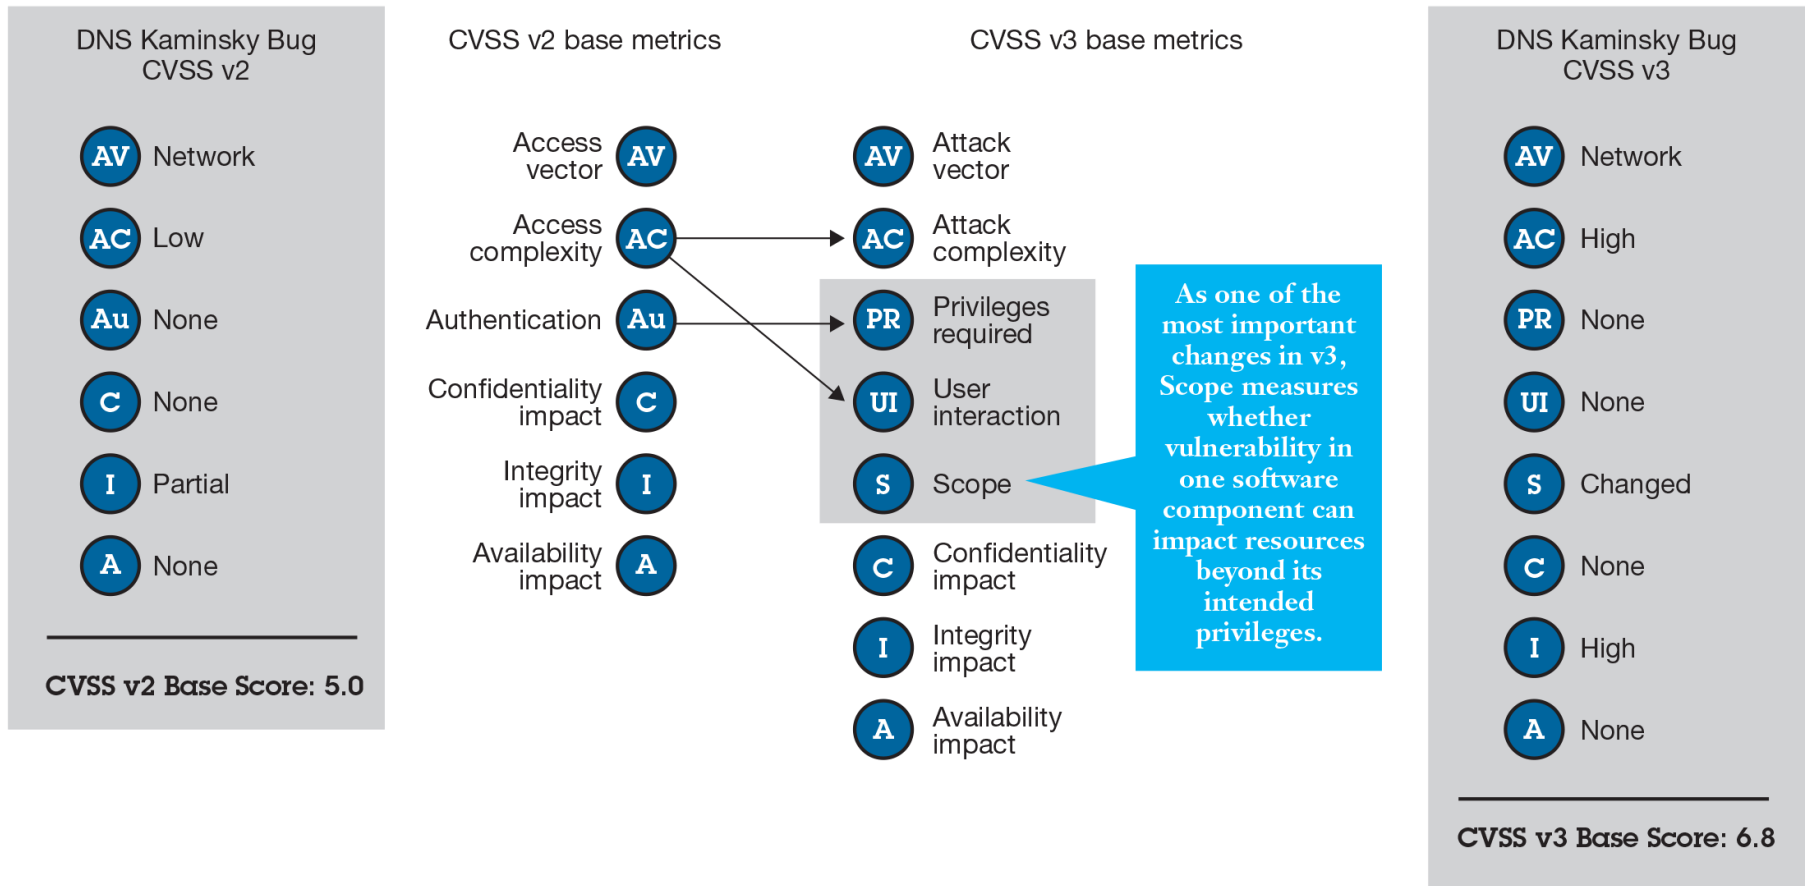 DNS Kaminsky Bug
CVSS v2
AV Network
AC Low
Au None
C None
I Partial
A None
CVSS v2 Base Score: 5.0
CVSS v2 base metrics
Access
vector AV
Access
complexity AC
Authentication Au
Confidentiality
impact C
Integrity
impact I
Availability
impact A
CVSS v3 base metrics
AV Attack
vector
AC Attack
complexity
PR Privileges
required
UI User
interaction
S Scope
C Confidentiality
impact
I Integrity
impact
A Availability
impact
As one of the
most important
changes in v3,
Scope measures
whether
vulnerability in
one software
component can
impact resources
beyond its
intended
privileges.
DNS Kaminsky Bug
CVSS v3
AV Network
AC High
PR None
UI None
S Changed
C None
I High
A None
CVSS v3 Base Score: 6.8